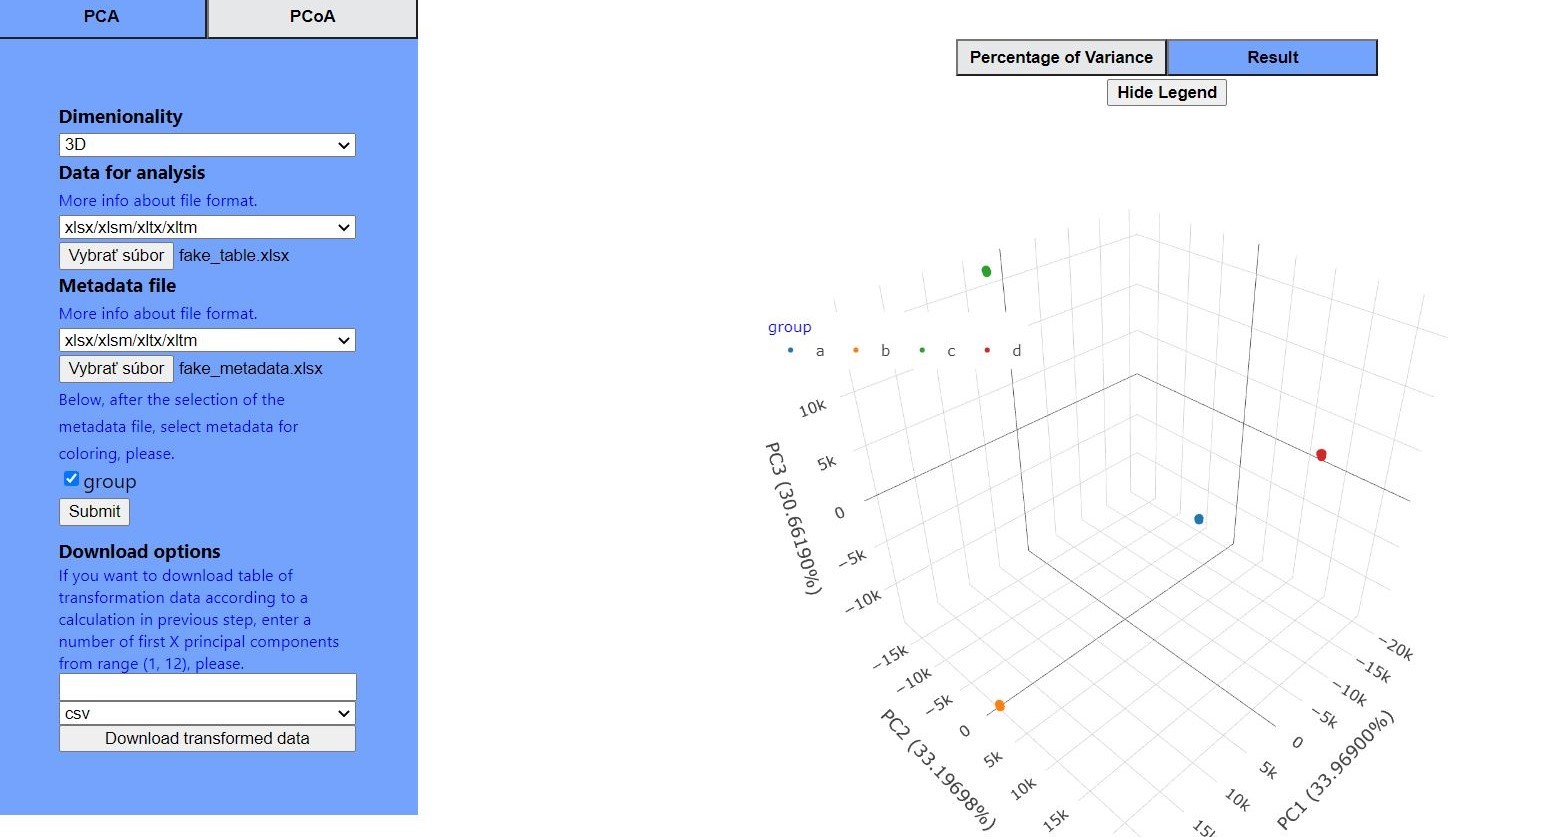 PCA
PCoA
Dimenionality
3D
Data for analysis
More info about file format.
xlsx/xlsm/xltx/xltm
Vybrať súbor fake_table.xlsx
Metadata file
More info about file format.
xlsx/xlsm/xltx/xltm
Vybrať súbor fake_metadata.xlsx
Below, after the selection of the
metadata file, select metadata for
coloring, please.
group
Submit
Download options
If you want to download table of
transformation data according to a
calculation in previous step, enter a
number of first X principal components
from range (1, 12), please.
csv
Download transformed data
Percentage of Variance
Result
Hide Legend
group
a b c d
10k
5k
0
−5k
−10k
PC3 (30.66190%)
−15k
−10k
−5k
0
5k
10k
15k
PC2 (33.19698%)
−20k
−15k
−10k
−5k
0
5k
10k
PC1 (33.96900%)